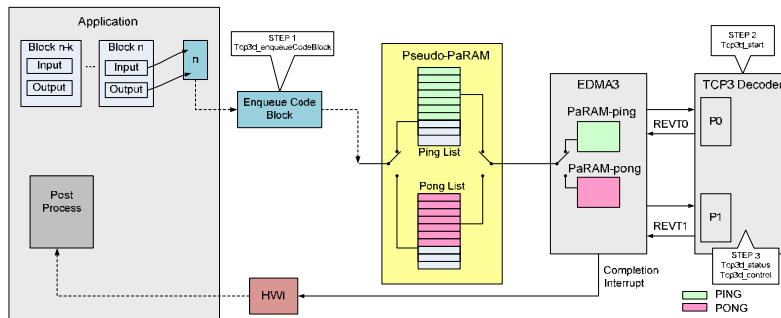 Application
Block n-k
Block n
Input
Output
...
Input
Output
n
STEP 1
Tcp3d_enqueueCodeBlock
Enqueue Code
Block
Pseudo-PaRAM
Ping List
Pong List
EDMA3
PaRAM-ping
PaRAM-pong
REVT0
REVT1
STEP 2
Tcp3d_start
TCP3 Decoder
P0
P1
STEP 3
Tcp3d_status
Tcp3d_control
Post
Process
HWI
Completion
Interrupt
PING
PONG